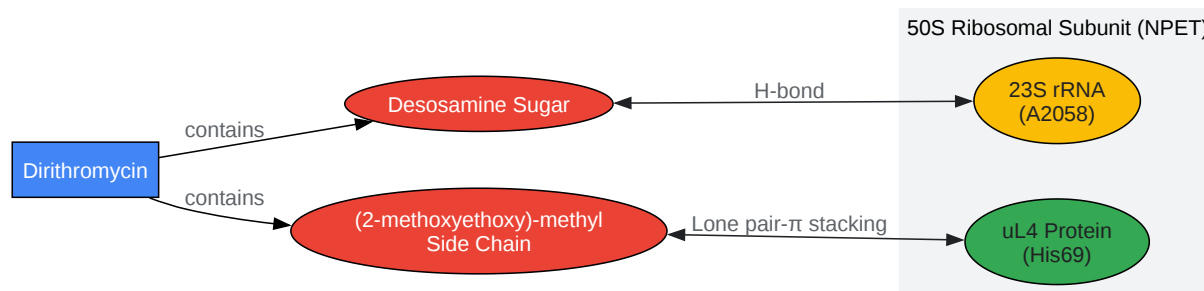 50S Ribosomal Subunit (NPET)
Desosamine Sugar
H-bond
23S rRNA
(A2058)
contains
Dirithromycin
contains
(2-methoxyethoxy)-methyl
Side Chain
Lone pair-π stacking
uL4 Protein
(His69)